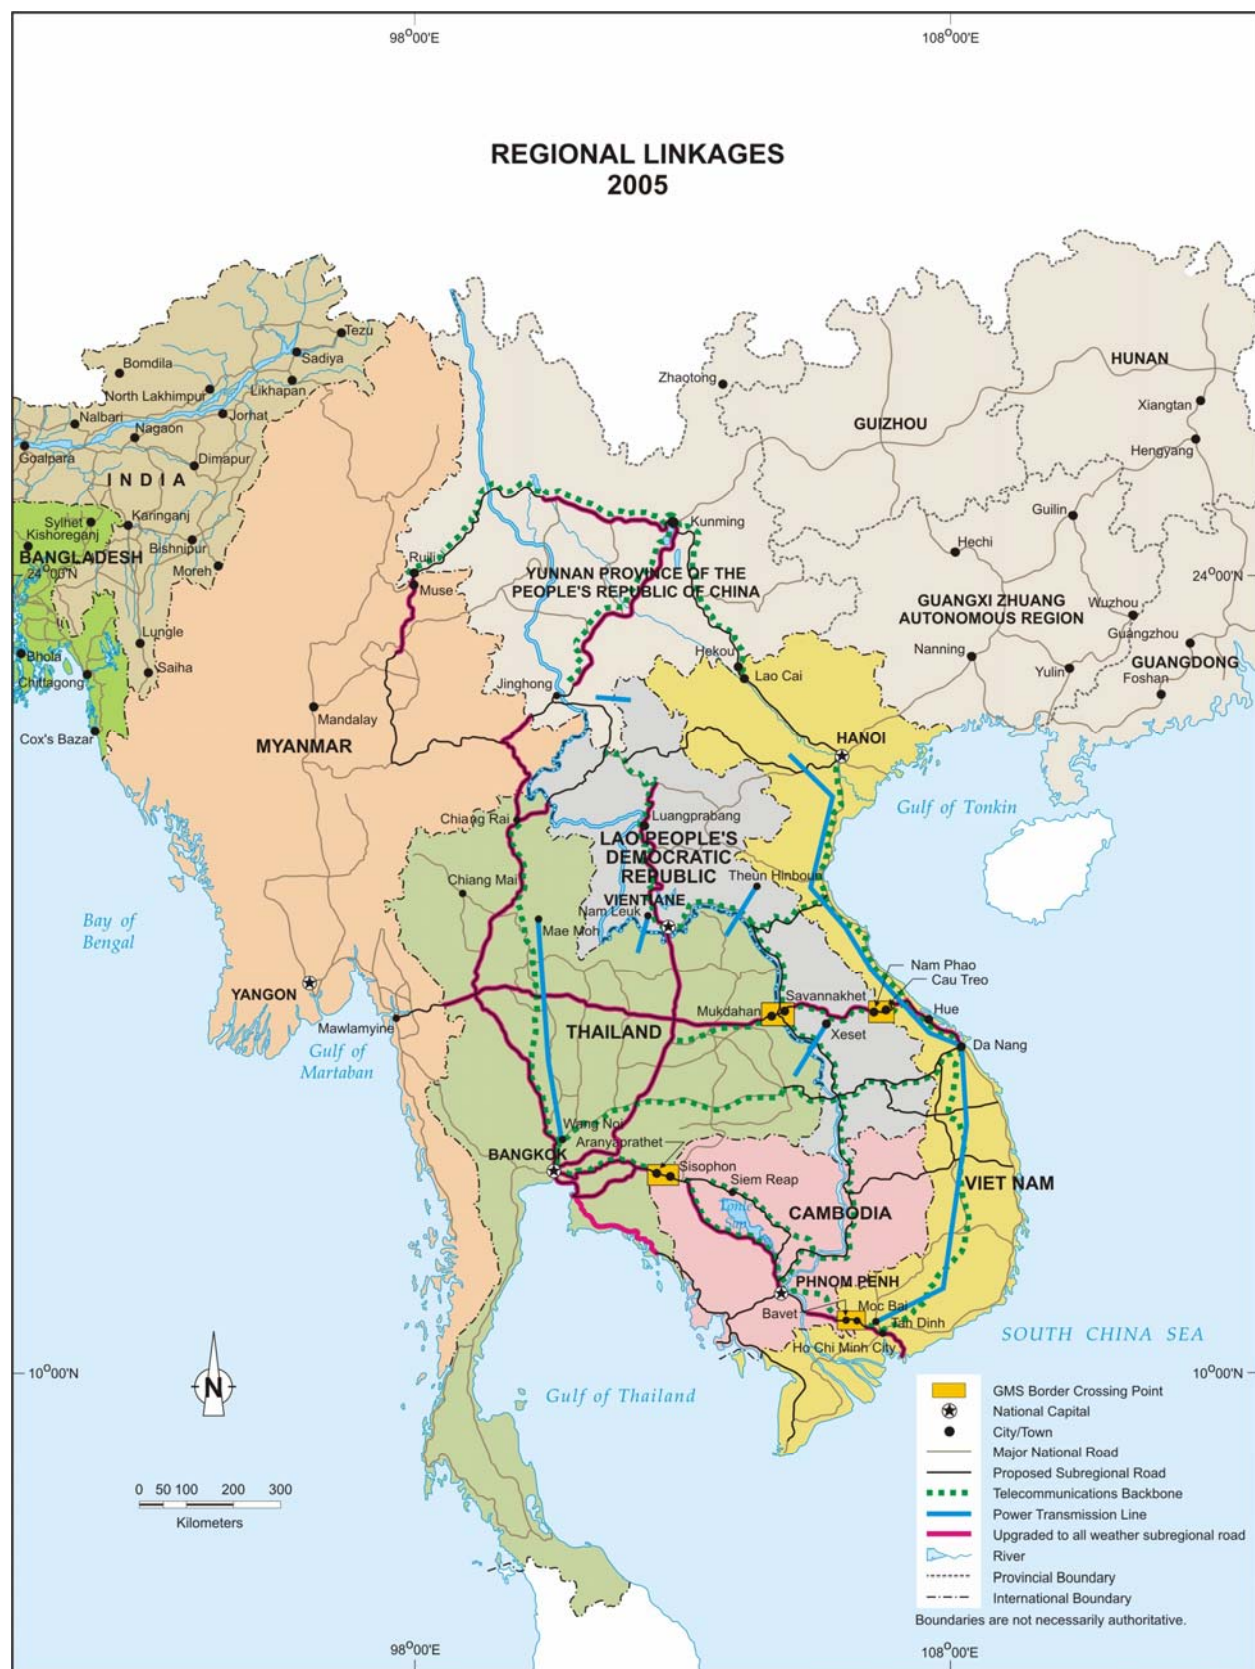 98°00'E
108°00'E
REGIONAL LINKAGES
2005
Tezu
Sadiya
Bomdila
North Lakhimpur
Likhapan
Nalbari
Jorhat
Nagaon
Goalpara
Dimapur
INDIA
Sylhet
Karinganj
Kishoreganj
BANGLADESH
Bishnipur
Moreh
24°00'N
24°00'N
Lungle
Bhola
Saiha
Chittagong
Cox's Bazar
Zhaotong
HUNAN
Xiangtan
GUIZHOU
Hengyang
Guilin
Kunming
Hechi
Ruili
Muse
YUNNAN PROVINCE OF THE
PEOPLE'S REPUBLIC OF CHINA
GUANGXI ZHUANG
AUTONOMOUS REGION
Wuzhou
Guangzhou
Nanning
Yulin
GUANGDONG
Foshan
Hekou
Lao Cai
Jinghong
Mandalay
MYANMAR
HANOI
Gulf of Tonkin
Chiang Rai
Luangprabang
LAO PEOPLE'S
DEMOCRATIC
REPUBLIC
Theun Hinboun
Chiang Mai
VIENTIANE
Nam Leuk
Mae Moh
Bay of
Bengal
Nam Phao
Cau Treo
YANGON
Savannakhet
Mukdahan
Hue
Mawlamyine
THAILAND
Xeset
Da Nang
Gulf of
Martaban
Wang Noi
Aranyaprathet
BANGKOK
Sisophon
Siem Reap
VIET NAM
Tonle
Sap
CAMBODIA
PHNOM PENH
Bavet
Moc Bai
Tan Dinh
Ho Chi Minh City
SOUTH CHINA SEA
10°00'N
10°00'N
Gulf of Thailand
N
0 50 100 200 300
Kilometers
GMS Border Crossing Point
National Capital
City/Town
Major National Road
Proposed Subregional Road
Telecommunications Backbone
Power Transmission Line
Upgraded to all weather subregional road
River
Provincial Boundary
International Boundary
Boundaries are not necessarily authoritative.
98°00'E
108°00'E